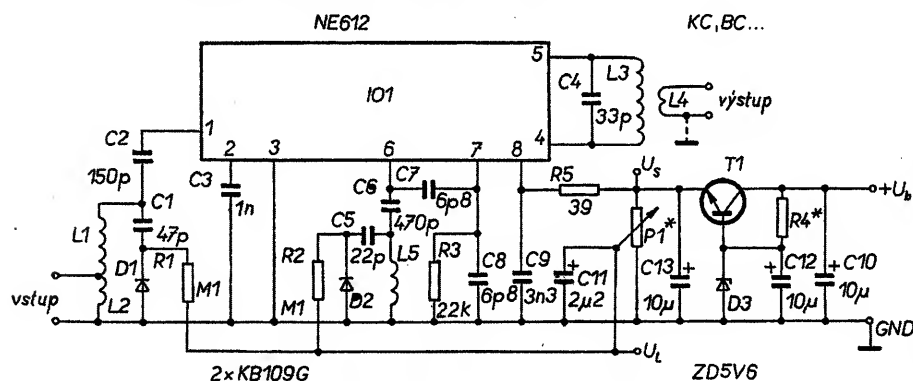 NE612
KC, BC...
IO1
5
4
1
2
3
6
7
8
C4
33p
L3
L4
výstup
C2
150p
C3
1n
C1
47p
L1
L2
D1
R1
M1
vstup
C6
470p
C7
6p8
C5
22p
R2
M1
D2
L5
R3
22k
C8
6p8
C9
3n3
R5
39
Us
P1*
C11
+
2µ2
C13
+
10µ
T1
R4*
D3
C12
+
10µ
C10
+
10µ
+Ub
GND
Ut
2×KB109G
ZD5V6